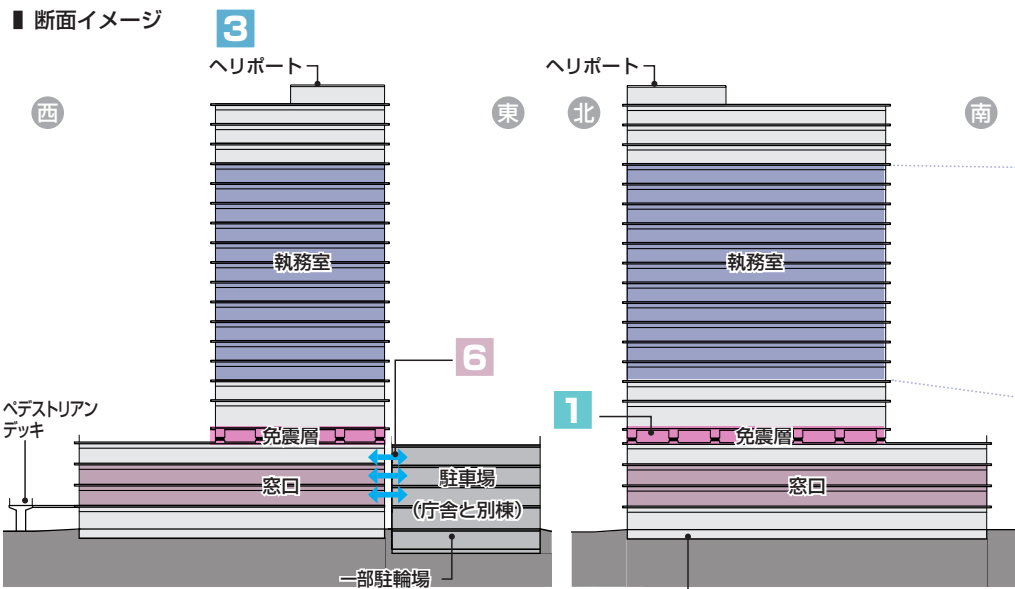 ■ 断面イメージ
3
ヘリポート
西
東
執務室
6
ペデストリアン
デッキ
免震層
窓口
駐車場
(庁舎と別棟)
一部駐輪場
ヘリポート
北
南
執務室
1
免震層
窓口